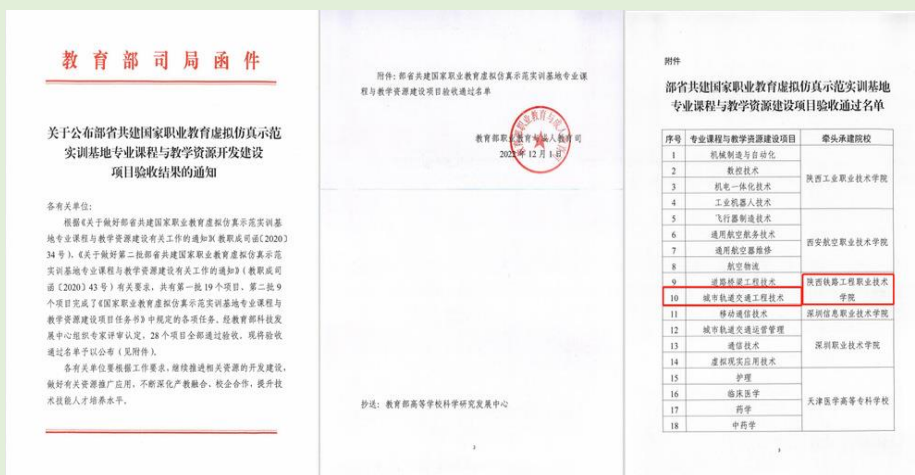 教育部司局函件
关于公布部省共建国家职业教育虚拟仿真示范
实训基地专业课程与教学资源开发建设
项目验收结果的通知
各有关单位：
根据《关于做好部省共建国家职业教育虚拟仿真示范实训基
地专业课程与教学资源建设有关工作的通知》（教职成司函〔2020〕
34号）、《关于做好第二批部省共建国家职业教育虚拟仿真示范
实训基地专业课程与教学资源建设有关工作的通知》（教职成司
函〔2020〕43号）有关要求，共有第一批19个项目、第二批9
个项目完成了《国家职业教育虚拟仿真示范实训基地专业课程与
教学资源建设项目任务书》中规定的各项任务。经教育部科技发
展中心组织专家评审认定，28个项目全部通过验收。现将验收
通过名单予以公布（见附件）。
各有关单位要根据工作要求，继续推进相关资源的开发建设，
做好有关资源推广应用，不断深化产教融合、校企合作，提升技
术技能人才培养水平。
附件：部省共建国家职业教育虚拟仿真示范实训基地专业课
程与教学资源建设项目验收通过名单
教育部职业教育与成人教育司
2022年12月1日
抄送：教育部高等学校科学研究发展中心
2
附件
部省共建国家职业教育虚拟仿真示范实训基地
专业课程与教学资源建设项目验收通过名单
序号 专业课程与教学资源建设项目 牵头承建院校
1 机械制造与自动化
2 数控技术
3 机电一体化技术
4 工业机器人技术
陕西工业职业技术学院
5 飞行器制造技术
6 通用航空航务技术
7 通用航空器维修
8 航空物流
西安航空职业技术学院
9 道路桥梁工程技术
10 城市轨道交通工程技术
陕西铁路工程职业技术
学院
11 移动通信技术 深圳信息职业技术学院
12 城市轨道交通运营管理
13 通信技术
14 虚拟现实应用技术
深圳职业技术学院
15 护理
16 临床医学
17 药学
18 中药学
天津医学高等专科学校
3